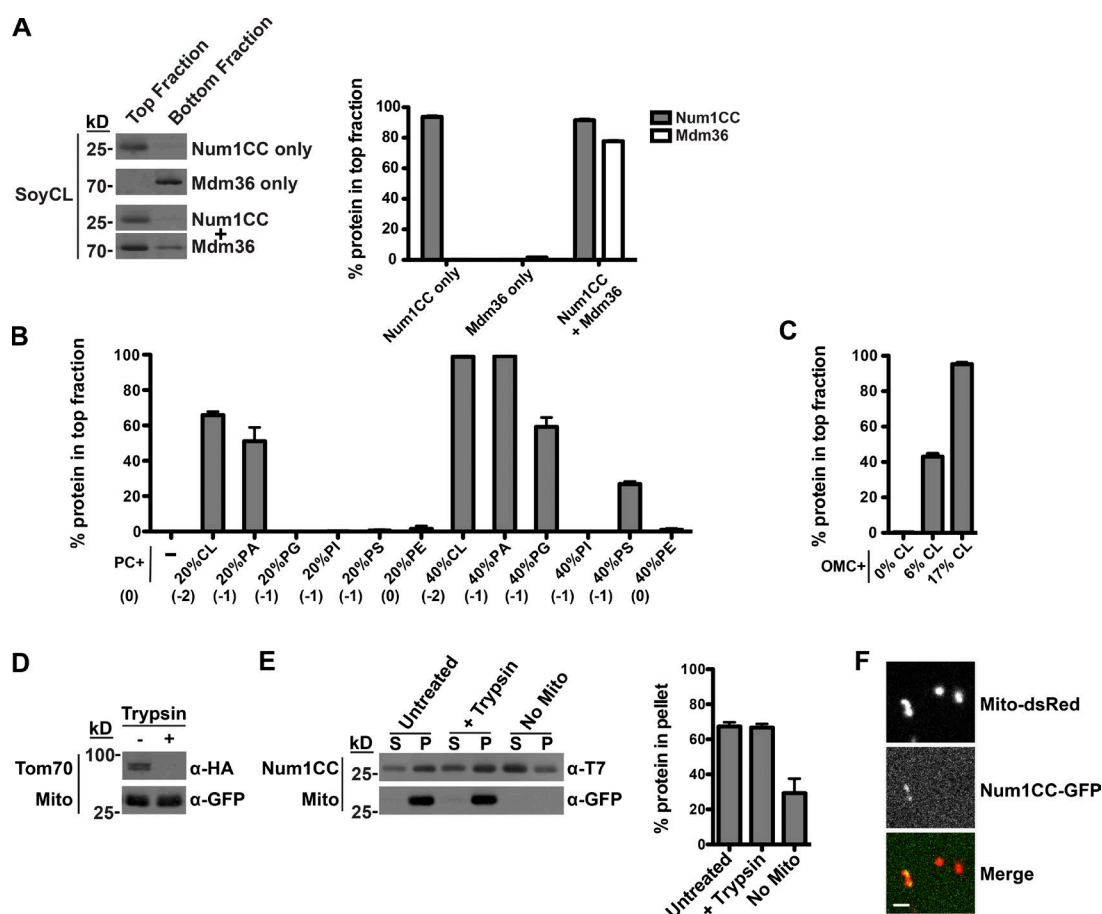 A
Top Fraction
Bottom Fraction
kD
SoyCL
25-
Num1CC only
70-
Mdm36 only
25-
Num1CC
+
70-
Mdm36
% protein in top fraction
100
80
60
40
20
0
Num1CC only
Mdm36 only
Num1CC
+ Mdm36
Num1CC
Mdm36
B
% protein in top fraction
100
80
60
40
20
0
PC+
–
20%CL
20%PA
20%PG
20%PI
20%PS
20%PE
40%CL
40%PA
40%PG
40%PI
40%PS
40%PE
(0) (-2) (-1) (-1) (-1) (-1) (0) (-2) (-1) (-1) (-1) (-1) (0)
C
% protein in top fraction
100
80
60
40
20
0
OMC+
0% CL
6% CL
17% CL
D
Trypsin
kD
- +
100-
Tom70
α-HA
Mito
α-GFP
25-
E
Untreated
+ Trypsin
No Mito
kD
S P S P S P
Num1CC
25-
α-T7
Mito
25-
α-GFP
% protein in pellet
100
80
60
40
20
0
Untreated
+ Trypsin
No Mito
F
Mito-dsRed
Num1CC-GFP
Merge